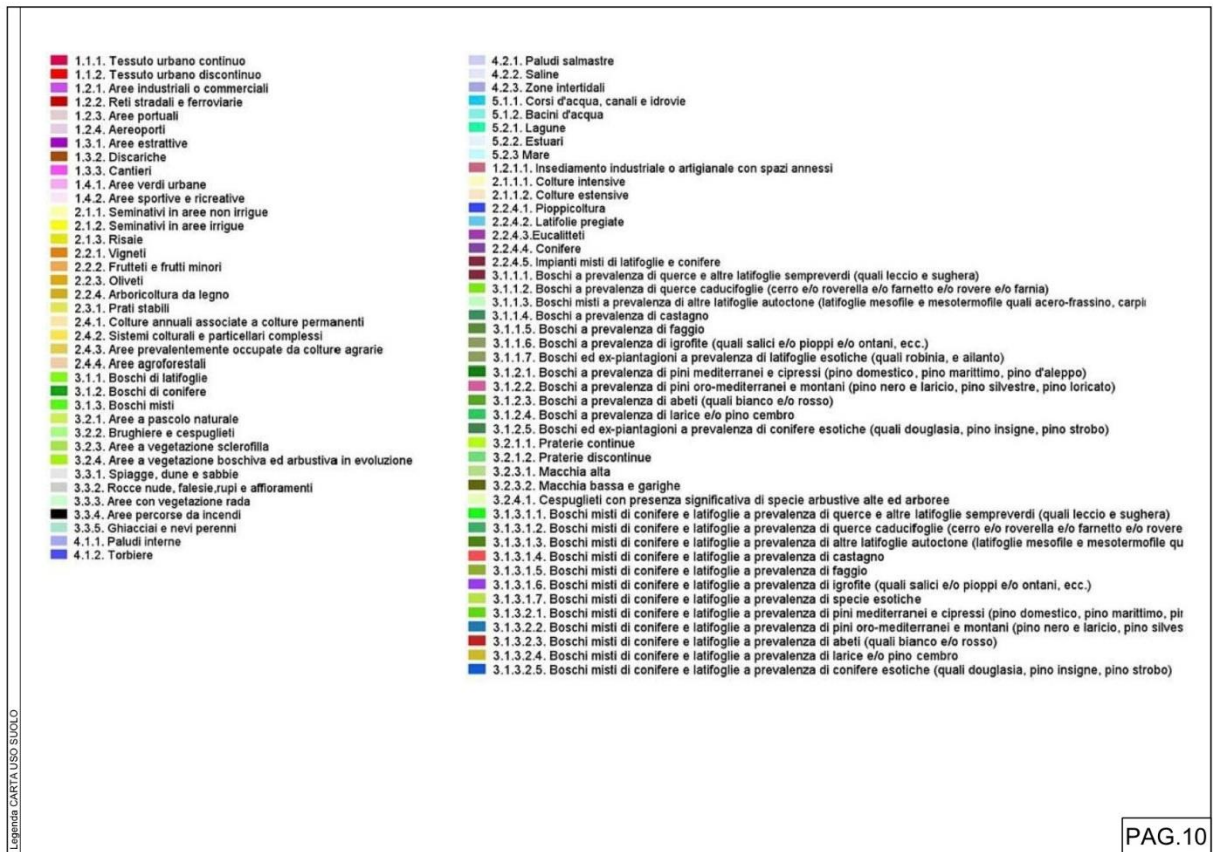 1.1.1. Tessuto urbano continuo
1.1.2. Tessuto urbano discontinuo
1.2.1. Aree industriali o commerciali
1.2.2. Reti stradali e ferroviarie
1.2.3. Aree portuali
1.2.4. Aereoporti
1.3.1. Aree estrattive
1.3.2. Discariche
1.3.3. Cantieri
1.4.1. Aree verdi urbane
1.4.2. Aree sportive e ricreative
2.1.1. Seminativi in aree non irrigue
2.1.2. Seminativi in aree irrigue
2.1.3. Risaie
2.2.1. Vigneti
2.2.2. Frutteti e frutti minori
2.2.3. Oliveti
2.2.4. Arboricoltura da legno
2.3.1. Prati stabili
2.4.1. Colture annuali associate a colture permanenti
2.4.2. Sistemi colturali e particellari complessi
2.4.3. Aree prevalentemente occupate da colture agrarie
2.4.4. Aree agroforestali
3.1.1. Boschi di latifoglie
3.1.2. Boschi di conifere
3.1.3. Boschi misti
3.2.1. Aree a pascolo naturale
3.2.2. Brughiere e cespuglieti
3.2.3. Aree a vegetazione sclerofilla
3.2.4. Aree a vegetazione boschiva ed arbustiva in evoluzione
3.3.1. Spiagge, dune e sabbie
3.3.2. Rocce nude, falesie,rupi e affioramenti
3.3.3. Aree con vegetazione rada
3.3.4. Aree percorse da incendi
3.3.5. Ghiacciai e nevi perenni
4.1.1. Paludi interne
4.1.2. Torbiere
4.2.1. Paludi salmastre
4.2.2. Saline
4.2.3. Zone intertidali
5.1.1. Corsi d'acqua, canali e idrovie
5.1.2. Bacini d'acqua
5.2.1. Lagune
5.2.2. Estuari
5.2.3 Mare
1.2.1.1. Insediamento industriale o artigianale con spazi annessi
2.1.1.1. Colture intensive
2.1.1.2. Colture estensive
2.2.4.1. Pioppicoltura
2.2.4.2. Latifolie pregiate
2.2.4.3.Eucalitteti
2.2.4.4. Conifere
2.2.4.5. Impianti misti di latifoglie e conifere
3.1.1.1. Boschi a prevalenza di querce e altre latifoglie sempreverdi (quali leccio e sughera)
3.1.1.2. Boschi a prevalenza di querce caducifoglie (cerro e/o roverella e/o farnetto e/o rovere e/o farnia)
3.1.1.3. Boschi misti a prevalenza di altre latifoglie autoctone (latifoglie mesofile e mesotermofile quali acero-frassino, carpi
3.1.1.4. Boschi a prevalenza di castagno
3.1.1.5. Boschi a prevalenza di faggio
3.1.1.6. Boschi a prevalenza di igrofite (quali salici e/o pioppi e/o ontani, ecc.)
3.1.1.7. Boschi ed ex-piantagioni a prevalenza di latifoglie esotiche (quali robinia, e ailanto)
3.1.2.1. Boschi a prevalenza di pini mediterranei e cipressi (pino domestico, pino marittimo, pino d'aleppo)
3.1.2.2. Boschi a prevalenza di pini oro-mediterranei e montani (pino nero e laricio, pino silvestre, pino loricato)
3.1.2.3. Boschi a prevalenza di abeti (quali bianco e/o rosso)
3.1.2.4. Boschi a prevalenza di larice e/o pino cembro
3.1.2.5. Boschi ed ex-piantagioni a prevalenza di conifere esotiche (quali douglasia, pino insigne, pino strobo)
3.2.1.1. Praterie continue
3.2.1.2. Praterie discontinue
3.2.3.1. Macchia alta
3.2.3.2. Macchia bassa e garighe
3.2.4.1. Cespuglieti con presenza significativa di specie arbustive alte ed arboree
3.1.3.1.1. Boschi misti di conifere e latifoglie a prevalenza di querce e altre latifoglie sempreverdi (quali leccio e sughera)
3.1.3.1.2. Boschi misti di conifere e latifoglie a prevalenza di querce caducifoglie (cerro e/o roverella e/o farnetto e/o rovere
3.1.3.1.3. Boschi misti di conifere e latifoglie a prevalenza di altre latifoglie autoctone (latifoglie mesofile e mesotermofile qu
3.1.3.1.4. Boschi misti di conifere e latifoglie a prevalenza di castagno
3.1.3.1.5. Boschi misti di conifere e latifoglie a prevalenza di faggio
3.1.3.1.6. Boschi misti di conifere e latifoglie a prevalenza di igrofite (quali salici e/o pioppi e/o ontani, ecc.)
3.1.3.1.7. Boschi misti di conifere e latifoglie a prevalenza di specie esotiche
3.1.3.2.1. Boschi misti di conifere e latifoglie a prevalenza di pini mediterranei e cipressi (pino domestico, pino marittimo, pi
3.1.3.2.2. Boschi misti di conifere e latifoglie a prevalenza di pini oro-mediterranei e montani (pino nero e laricio, pino silves
3.1.3.2.3. Boschi misti di conifere e latifoglie a prevalenza di abeti (quali bianco e/o rosso)
3.1.3.2.4. Boschi misti di conifere e latifoglie a prevalenza di larice e/o pino cembro
3.1.3.2.5. Boschi misti di conifere e latifoglie a prevalenza di conifere esotiche (quali douglasia, pino insigne, pino strobo)
Legenda CARTA USO SUOLO
PAG.10